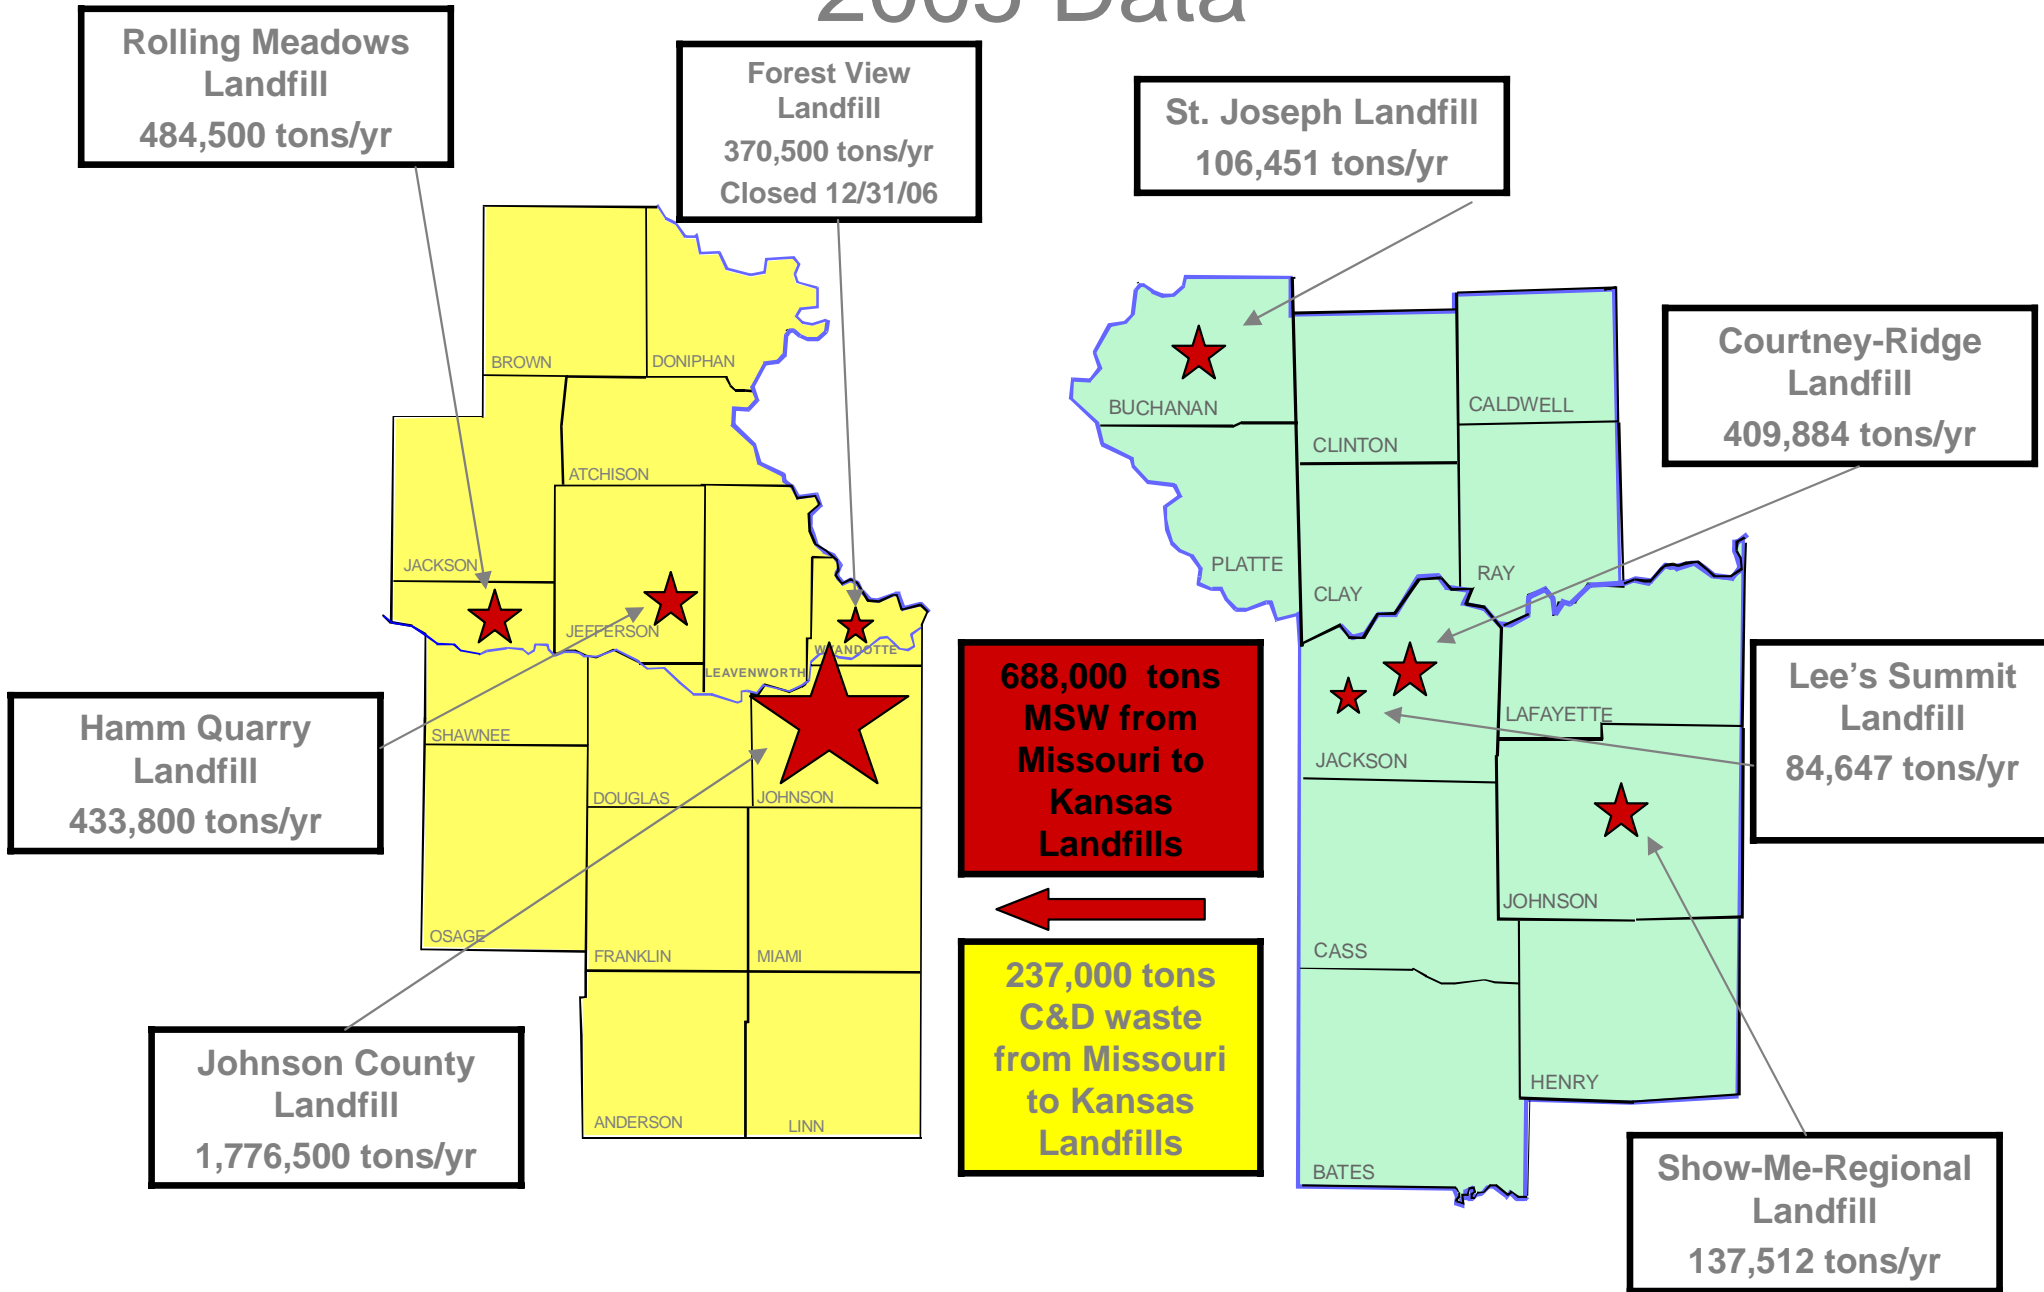 2005 Data
Rolling Meadows
Landfill
484,500 tons/yr
Forest View
Landfill
370,500 tons/yr
Closed 12/31/06
St. Joseph Landfill
106,451 tons/yr
Courtney-Ridge
Landfill
409,884 tons/yr
BROWN
DONIPHAN
ATCHISON
JACKSON
JEFFERSON
LEAVENWORTH
WYANDOTTE
SHAWNEE
DOUGLAS
JOHNSON
OSAGE
FRANKLIN
MIAMI
ANDERSON
LINN
Hamm Quarry
Landfill
433,800 tons/yr
Johnson County
Landfill
1,776,500 tons/yr
688,000 tons
MSW from
Missouri to
Kansas
Landfills
237,000 tons
C&D waste
from Missouri
to Kansas
Landfills
BUCHANAN
CLINTON
CALDWELL
PLATTE
CLAY
RAY
JACKSON
LAFAYETTE
CASS
JOHNSON
BATES
HENRY
Lee's Summit
Landfill
84,647 tons/yr
Show-Me-Regional
Landfill
137,512 tons/yr